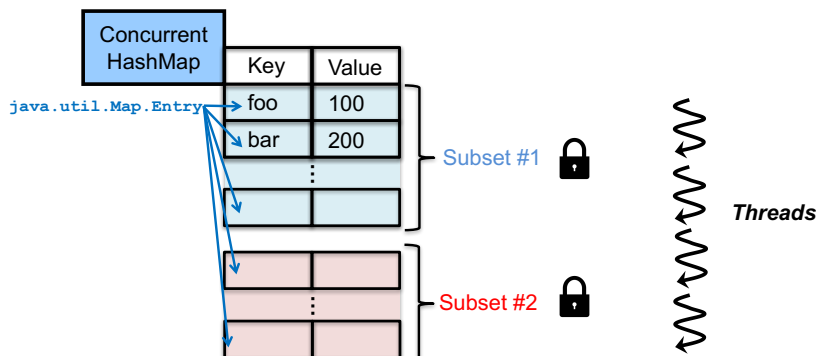 Concurrent
HashMap
Key Value
java.util.Map.Entry
foo 100
bar 200
Subset #1
Threads
Subset #2